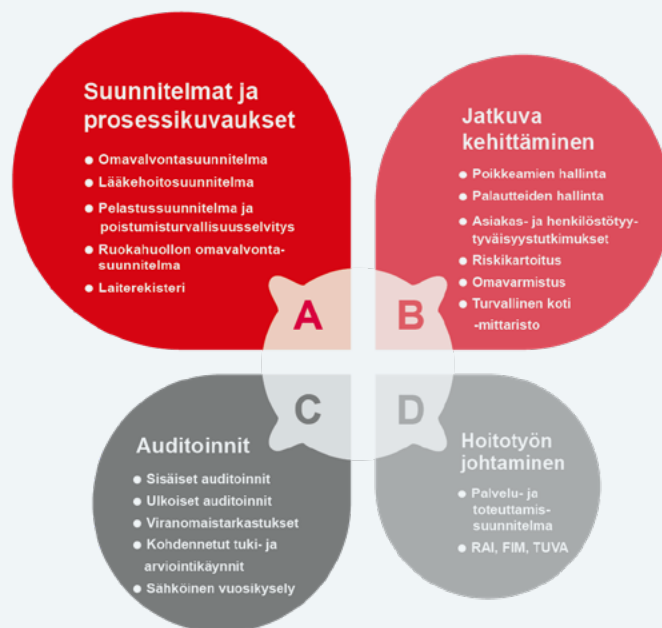 Suunnitelmat ja
prosessikuvaukset
● Omavalvontasuunnitelma
● Lääkehoitosuunnitelma
● Pelastussuunnitelma ja
poistumisturvallisuusselvitys
● Ruokahuollon omavalvonta-
suunnitelma
● Laiterekisteri
A
Jatkuva
kehittäminen
● Poikkeamien hallinta
● Palautteiden hallinta
● Asiakas- ja henkilöstötyy-
tyväisyystutkimukset
● Riskikartoitus
● Omavarmistus
● Turvallinen koti
-mittaristo
B
C
Auditoinnit
● Sisäiset auditoinnit
● Ulkoiset auditoinnit
● Viranomaistarkastukset
● Kohdennetut tuki- ja
arviointikäynnit
● Sähköinen vuosikysely
D
Hoitotyön
johtaminen
● Palvelu- ja
toteuttamis-
suunnitelma
● RAI, FIM, TUVA